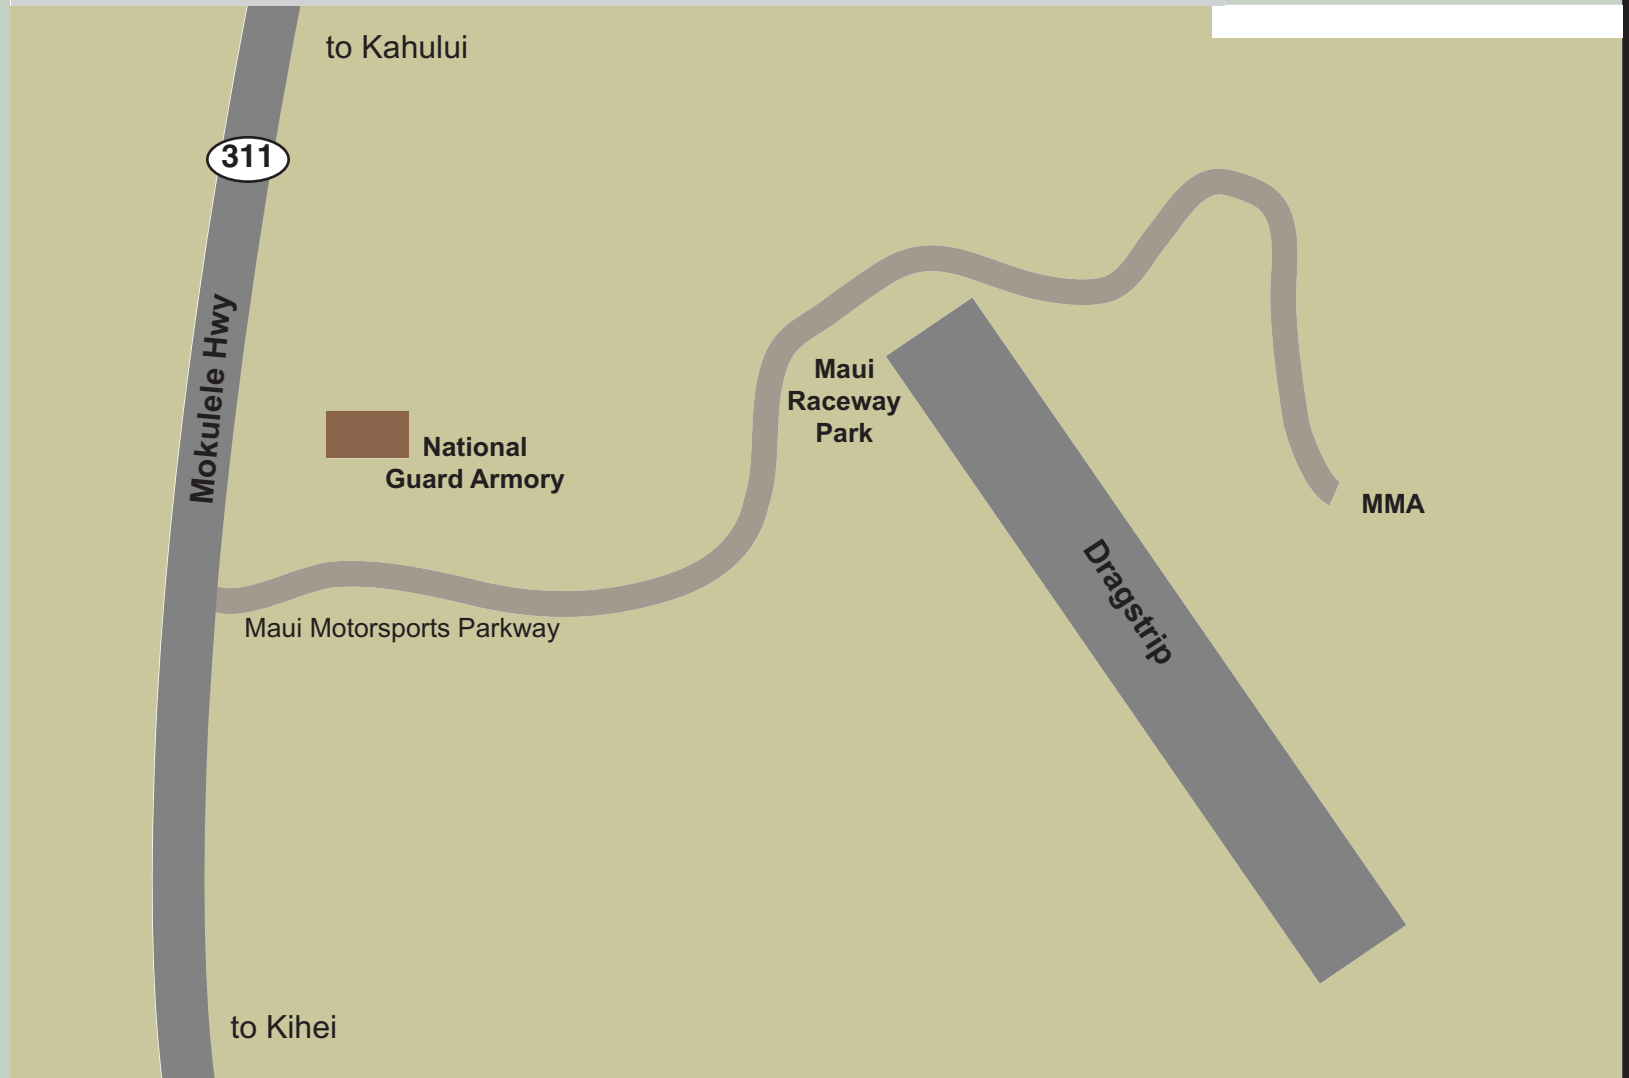 to Kahului
311
Mokulele Hwy
National
Guard Armory
Maui
Raceway
Park
MMA
Dragstrip
Maui Motorsports Parkway
to Kihei